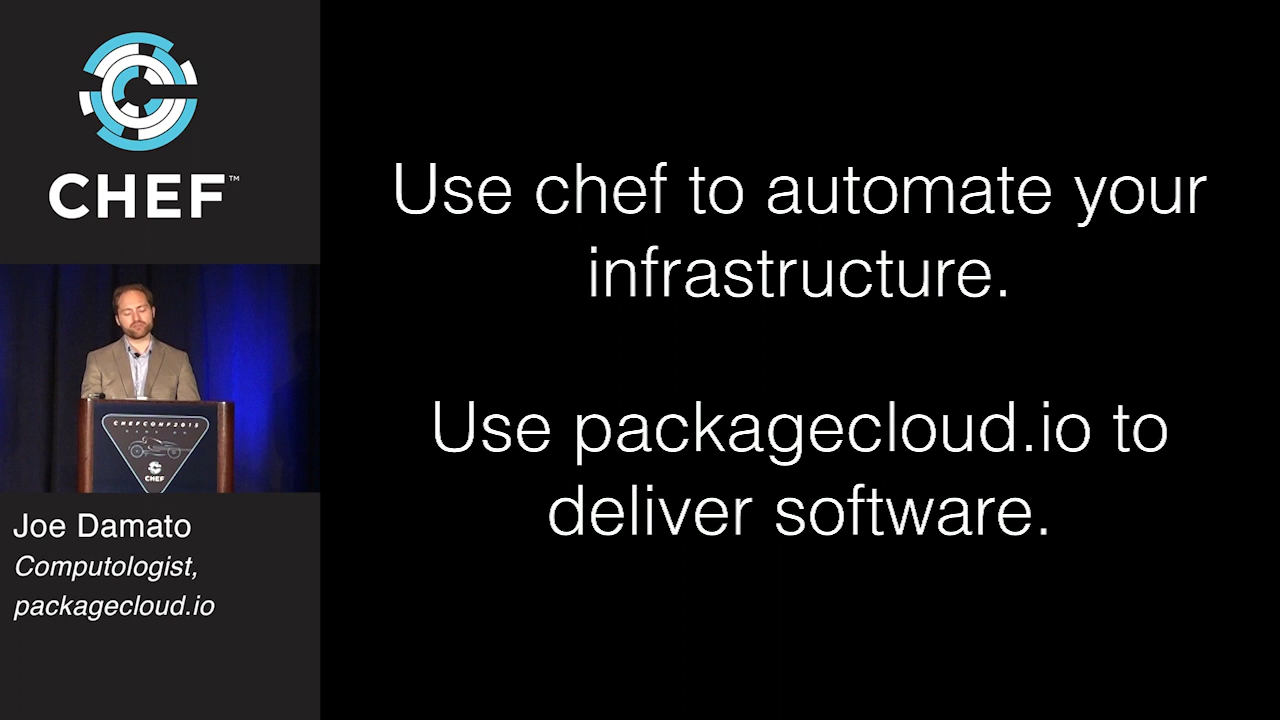 CHEF™
CHEFCONF2015
CHEF
Joe Damato
Computologist,
packagecloud.io
Use chef to automate your
infrastructure.
Use packagecloud.io to
deliver software.